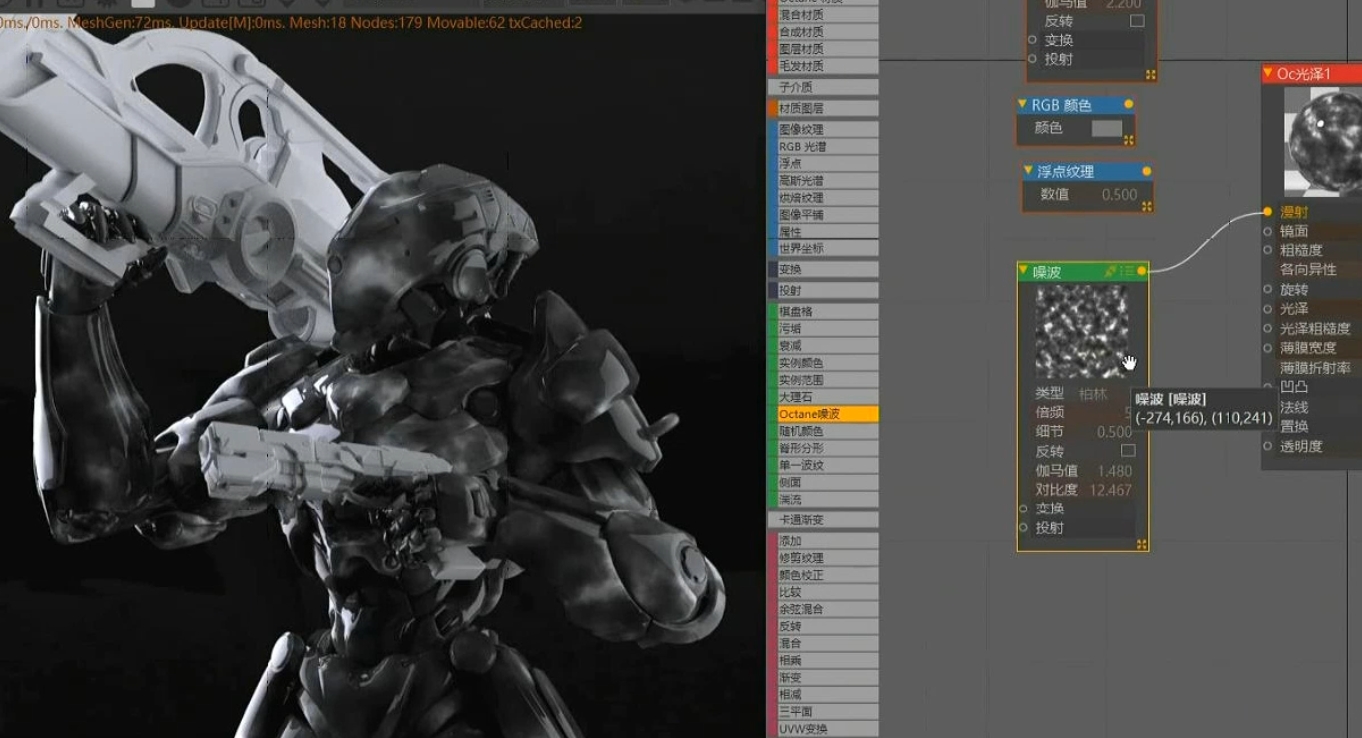 0ms./0ms. MeshGen:72ms. Update[M]:0ms. Mesh:18 Nodes:179 Movable:62 txCached:2
混合材质
合成材质
图层材质
毛发材质
子介质
材质图层
图像纹理
RGB 光谱
浮点
高斯光谱
烘焙纹理
图像平铺
属性
世界坐标
变换
投射
棋盘格
污垢
衰减
实例颜色
实例范围
大理石
Octane噪波
随机颜色
脊形分形
单一波纹
侧面
湍流
卡通渐变
添加
修剪纹理
颜色校正
比较
余弦混合
反转
混合
相乘
渐变
相减
三平面
UVW变换
伽马值 2.200
反转
变换
投射
RGB 颜色
颜色
浮点纹理
数值 0.500
噪波
类型 柏林
倍频 5
细节 0.500
反转
伽马值 1.480
对比度 12.467
变换
投射
噪波 [噪波]
(-274,166), (110,241)
Oc光泽1
漫射
镜面
粗糙度
各向异性
旋转
光泽
光泽粗糙度
薄膜宽度
薄膜折射率
凹凸
法线
置换
透明度